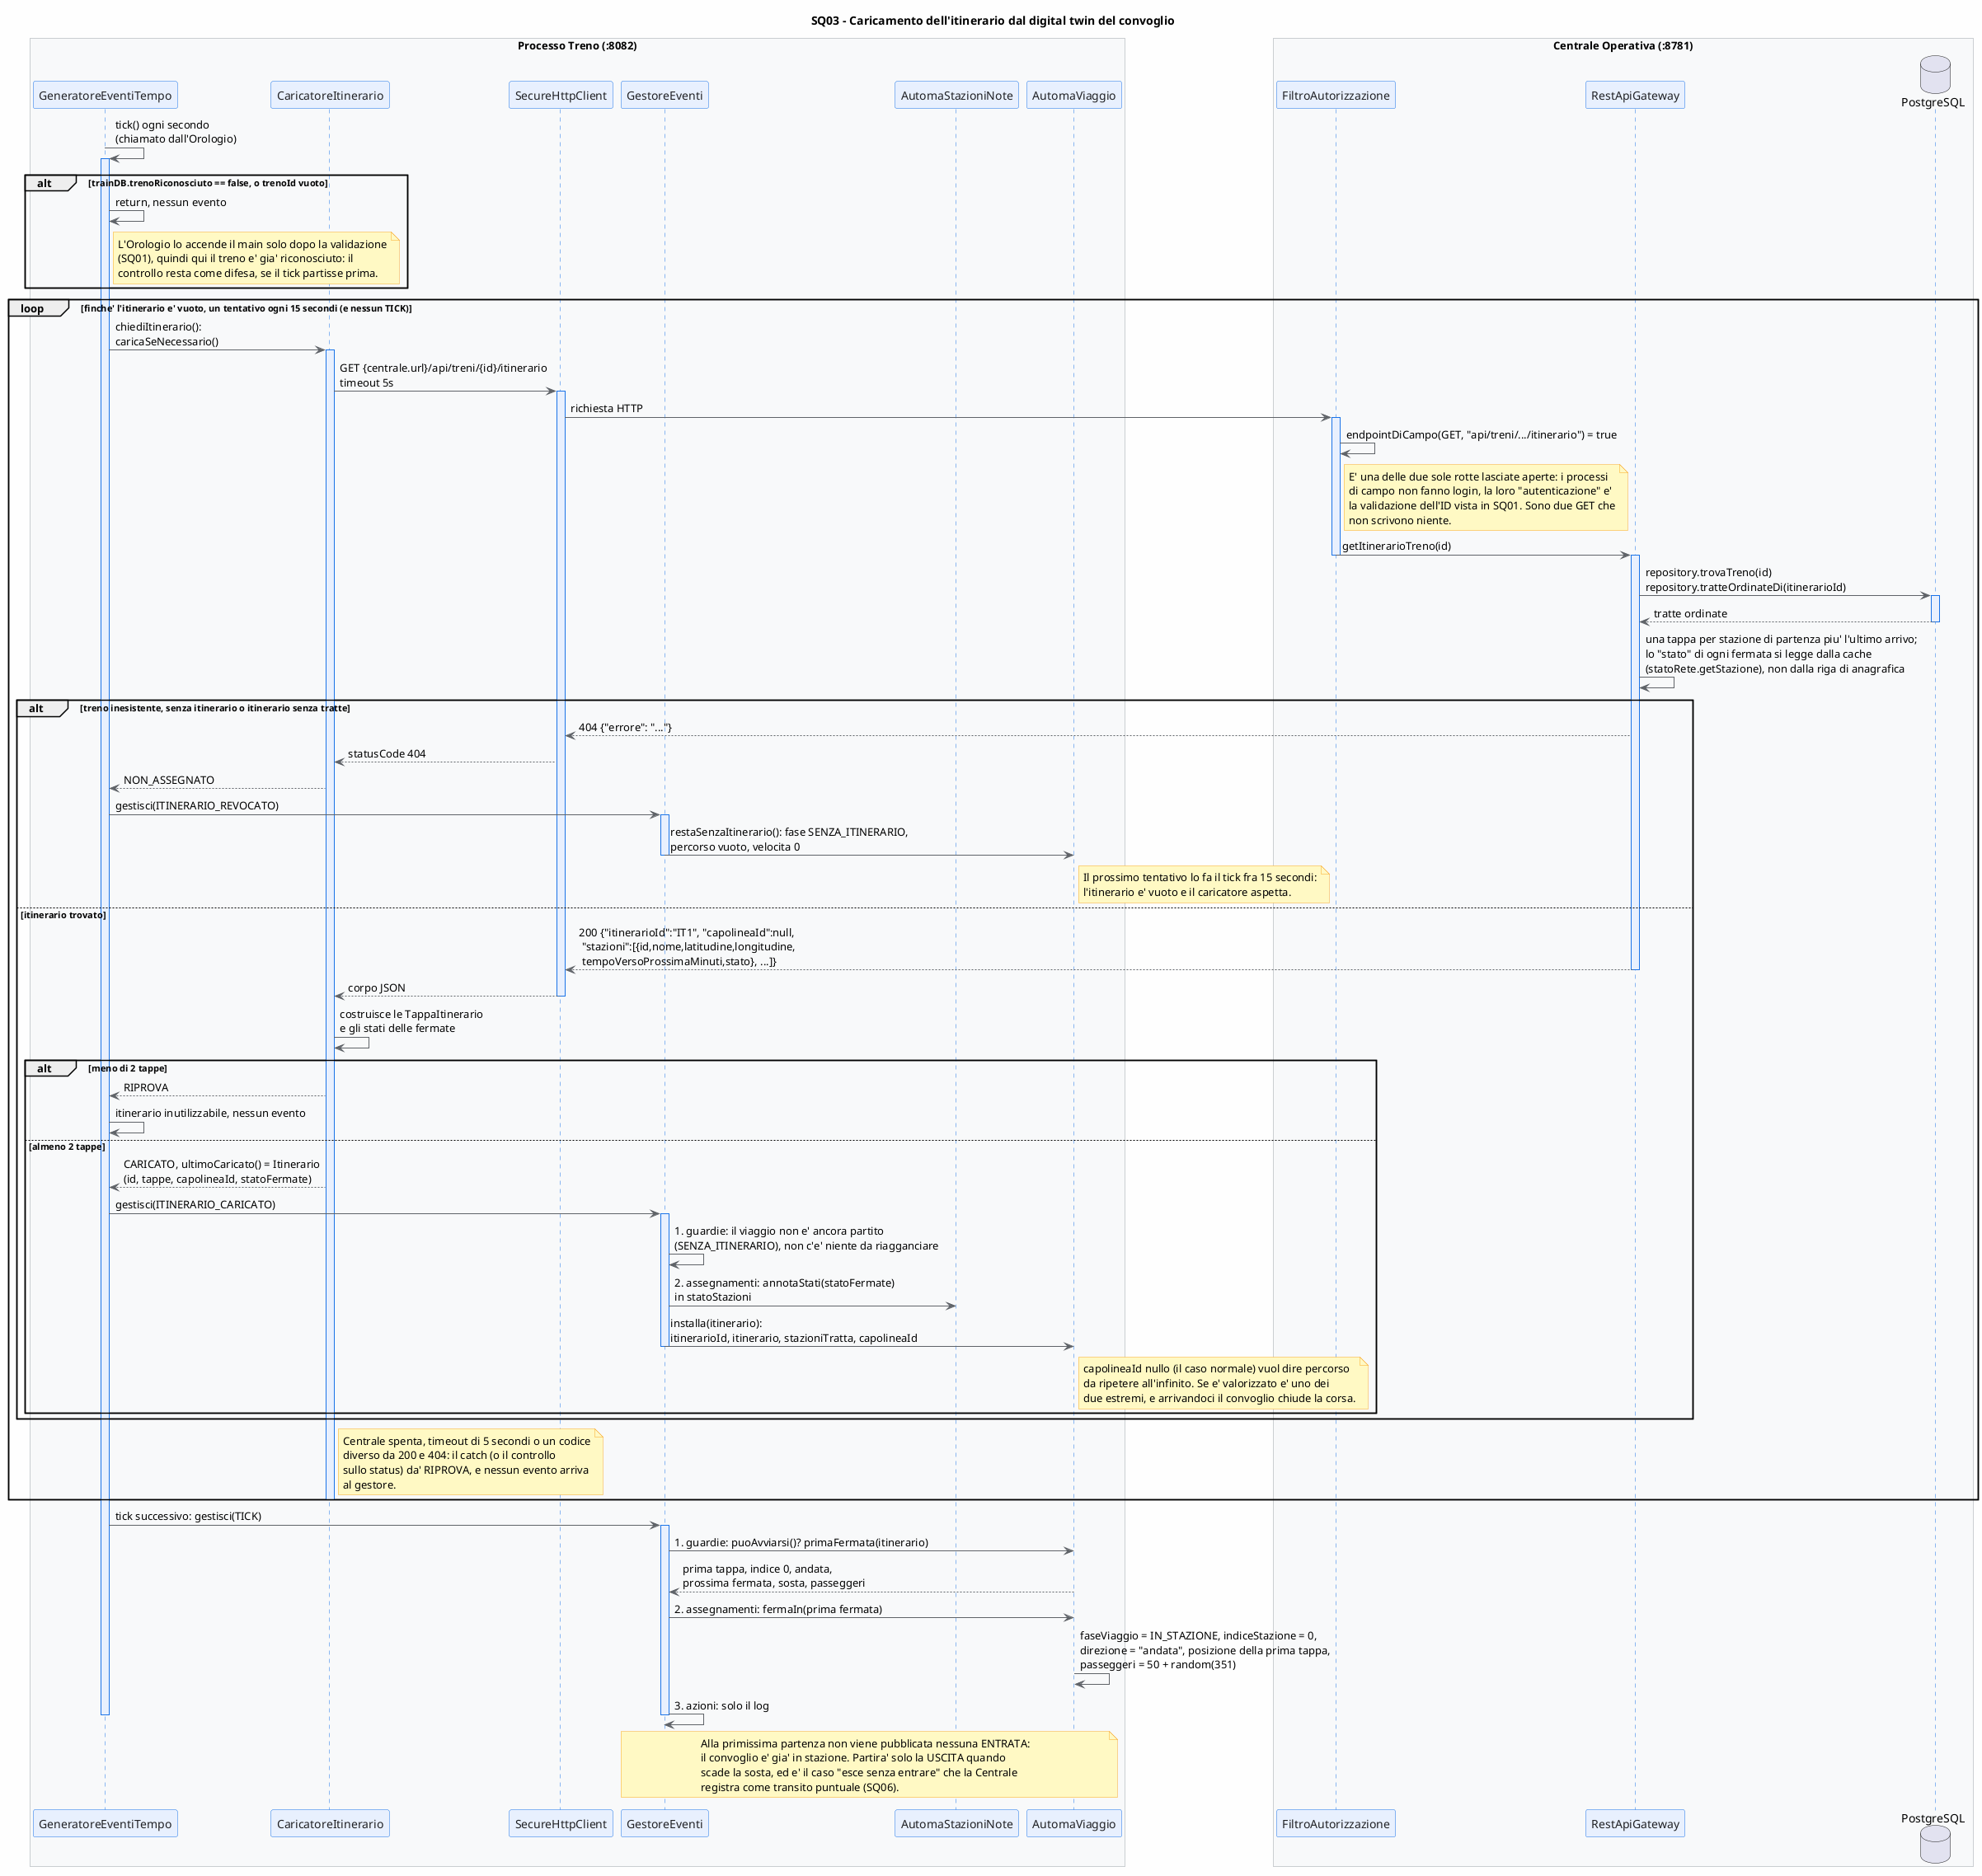 SQ03 - Caricamento dell'itinerario dal digital twin del convoglio
Processo Treno (:8082)
Centrale Operativa (:8781)
GeneratoreEventiTempo
CaricatoreItinerario
SecureHttpClient
GestoreEventi
AutomaStazioniNote
AutomaViaggio
FiltroAutorizzazione
RestApiGateway
PostgreSQL
tick() ogni secondo
(chiamato dall'Orologio)
alt [trainDB.trenoRiconosciuto == false, o trenoId vuoto]
return, nessun evento
L'Orologio lo accende il main solo dopo la validazione
(SQ01), quindi qui il treno e' gia' riconosciuto: il
controllo resta come difesa, se il tick partisse prima.
loop [finche' l'itinerario e' vuoto, un tentativo ogni 15 secondi (e nessun TICK)]
chiediItinerario():
caricaSeNecessario()
GET {centrale.url}/api/treni/{id}/itinerario
timeout 5s
richiesta HTTP
endpointDiCampo(GET, "api/treni/.../itinerario") = true
E' una delle due sole rotte lasciate aperte: i processi
di campo non fanno login, la loro "autenticazione" e'
la validazione dell'ID vista in SQ01. Sono due GET che
non scrivono niente.
getItinerarioTreno(id)
repository.trovaTreno(id)
repository.tratteOrdinateDi(itinerarioId)
tratte ordinate
una tappa per stazione di partenza piu' l'ultimo arrivo;
lo "stato" di ogni fermata si legge dalla cache
(statoRete.getStazione), non dalla riga di anagrafica
alt [treno inesistente, senza itinerario o itinerario senza tratte]
404 {"errore": "..."}
statusCode 404
NON_ASSEGNATO
gestisci(ITINERARIO_REVOCATO)
restaSenzaItinerario(): fase SENZA_ITINERARIO,
percorso vuoto, velocita 0
Il prossimo tentativo lo fa il tick fra 15 secondi:
l'itinerario e' vuoto e il caricatore aspetta.
[itinerario trovato]
200 {"itinerarioId":"IT1", "capolineaId":null,
"stazioni":[{id,nome,latitudine,longitudine,
tempoVersoProssimaMinuti,stato}, ...]}
corpo JSON
costruisce le TappaItinerario
e gli stati delle fermate
alt [meno di 2 tappe]
RIPROVA
itinerario inutilizzabile, nessun evento
[almeno 2 tappe]
CARICATO, ultimoCaricato() = Itinerario
(id, tappe, capolineaId, statoFermate)
gestisci(ITINERARIO_CARICATO)
1. guardie: il viaggio non e' ancora partito
(SENZA_ITINERARIO), non c'e' niente da riagganciare
2. assegnamenti: annotaStati(statoFermate)
in statoStazioni
installa(itinerario):
itinerarioId, itinerario, stazioniTratta, capolineaId
capolineaId nullo (il caso normale) vuol dire percorso
da ripetere all'infinito. Se e' valorizzato e' uno dei
due estremi, e arrivandoci il convoglio chiude la corsa.
Centrale spenta, timeout di 5 secondi o un codice
diverso da 200 e 404: il catch (o il controllo
sullo status) da' RIPROVA, e nessun evento arriva
al gestore.
tick successivo: gestisci(TICK)
1. guardie: puoAvviarsi()? primaFermata(itinerario)
prima tappa, indice 0, andata,
prossima fermata, sosta, passeggeri
2. assegnamenti: fermaIn(prima fermata)
faseViaggio = IN_STAZIONE, indiceStazione = 0,
direzione = "andata", posizione della prima tappa,
passeggeri = 50 + random(351)
3. azioni: solo il log
Alla primissima partenza non viene pubblicata nessuna ENTRATA:
il convoglio e' gia' in stazione. Partira' solo la USCITA quando
scade la sosta, ed e' il caso "esce senza entrare" che la Centrale
registra come transito puntuale (SQ06).
GeneratoreEventiTempo
CaricatoreItinerario
SecureHttpClient
GestoreEventi
AutomaStazioniNote
AutomaViaggio
FiltroAutorizzazione
RestApiGateway
PostgreSQL